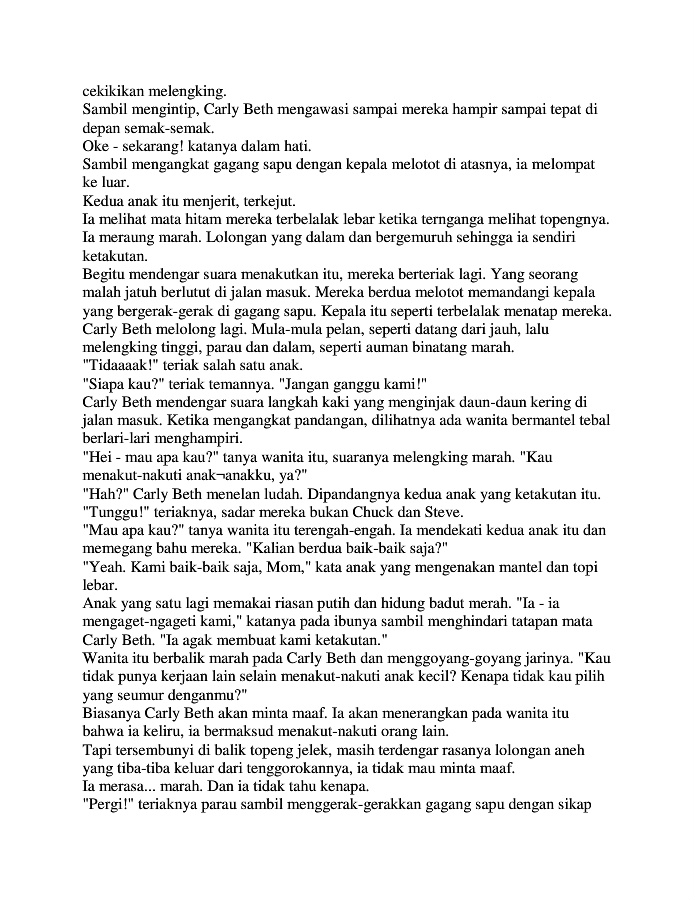 cekikikan melengking.
Sambil mengintip, Carly Beth mengawasi sampai mereka hampir sampai tepat di
depan semak-semak.
Oke - sekarang! katanya dalam hati.
Sambil mengangkat gagang sapu dengan kepala melotot di atasnya, ia melompat
ke luar.
Kedua anak itu menjerit, terkejut.
Ia melihat mata hitam mereka terbelalak lebar ketika ternganga melihat topengnya.
Ia meraung marah. Lolongan yang dalam dan bergemuruh sehingga ia sendiri
ketakutan.
Begitu mendengar suara menakutkan itu, mereka berteriak lagi. Yang seorang
malah jatuh berlutut di jalan masuk. Mereka berdua melotot memandangi kepala
yang bergerak-gerak di gagang sapu. Kepala itu seperti terbelalak menatap mereka.
Carly Beth melolong lagi. Mula-mula pelan, seperti datang dari jauh, lalu
melengking tinggi, parau dan dalam, seperti auman binatang marah.
"Tidaaaak!" teriak salah satu anak.
"Siapa kau?" teriak temannya. "Jangan ganggu kami!"
Carly Beth mendengar suara langkah kaki yang menginjak daun-daun kering di
jalan masuk. Ketika mengangkat pandangan, dilihatnya ada wanita bermantel tebal
berlari-lari menghampiri.
"Hei - mau apa kau?" tanya wanita itu, suaranya melengking marah. "Kau
menakut-nakuti anak¬anakku, ya?"
"Hah?" Carly Beth menelan ludah. Dipandangnya kedua anak yang ketakutan itu.
"Tunggu!" teriaknya, sadar mereka bukan Chuck dan Steve.
"Mau apa kau?" tanya wanita itu terengah-engah. Ia mendekati kedua anak itu dan
memegang bahu mereka. "Kalian berdua baik-baik saja?"
"Yeah. Kami baik-baik saja, Mom," kata anak yang mengenakan mantel dan topi
lebar.
Anak yang satu lagi memakai riasan putih dan hidung badut merah. "Ia - ia
mengaget-ngageti kami," katanya pada ibunya sambil menghindari tatapan mata
Carly Beth. "Ia agak membuat kami ketakutan."
Wanita itu berbalik marah pada Carly Beth dan menggoyang-goyang jarinya. "Kau
tidak punya kerjaan lain selain menakut-nakuti anak kecil? Kenapa tidak kau pilih
yang seumur denganmu?"
Biasanya Carly Beth akan minta maaf. Ia akan menerangkan pada wanita itu
bahwa ia keliru, ia bermaksud menakut-nakuti orang lain.
Tapi tersembunyi di balik topeng jelek, masih terdengar rasanya lolongan aneh
yang tiba-tiba keluar dari tenggorokannya, ia tidak mau minta maaf.
Ia merasa... marah. Dan ia tidak tahu kenapa.
"Pergi!" teriaknya parau sambil menggerak-gerakkan gagang sapu dengan sikap